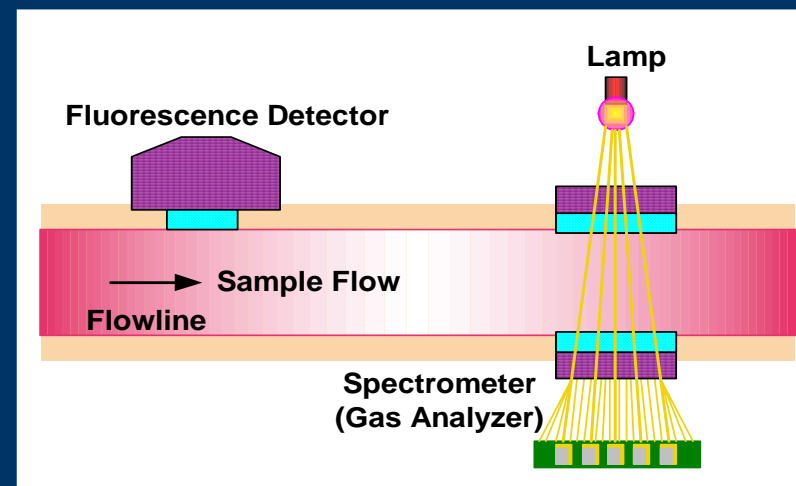 Lamp
Fluorescence Detector
Sample Flow
Flowline
Spectrometer
(Gas Analyzer)